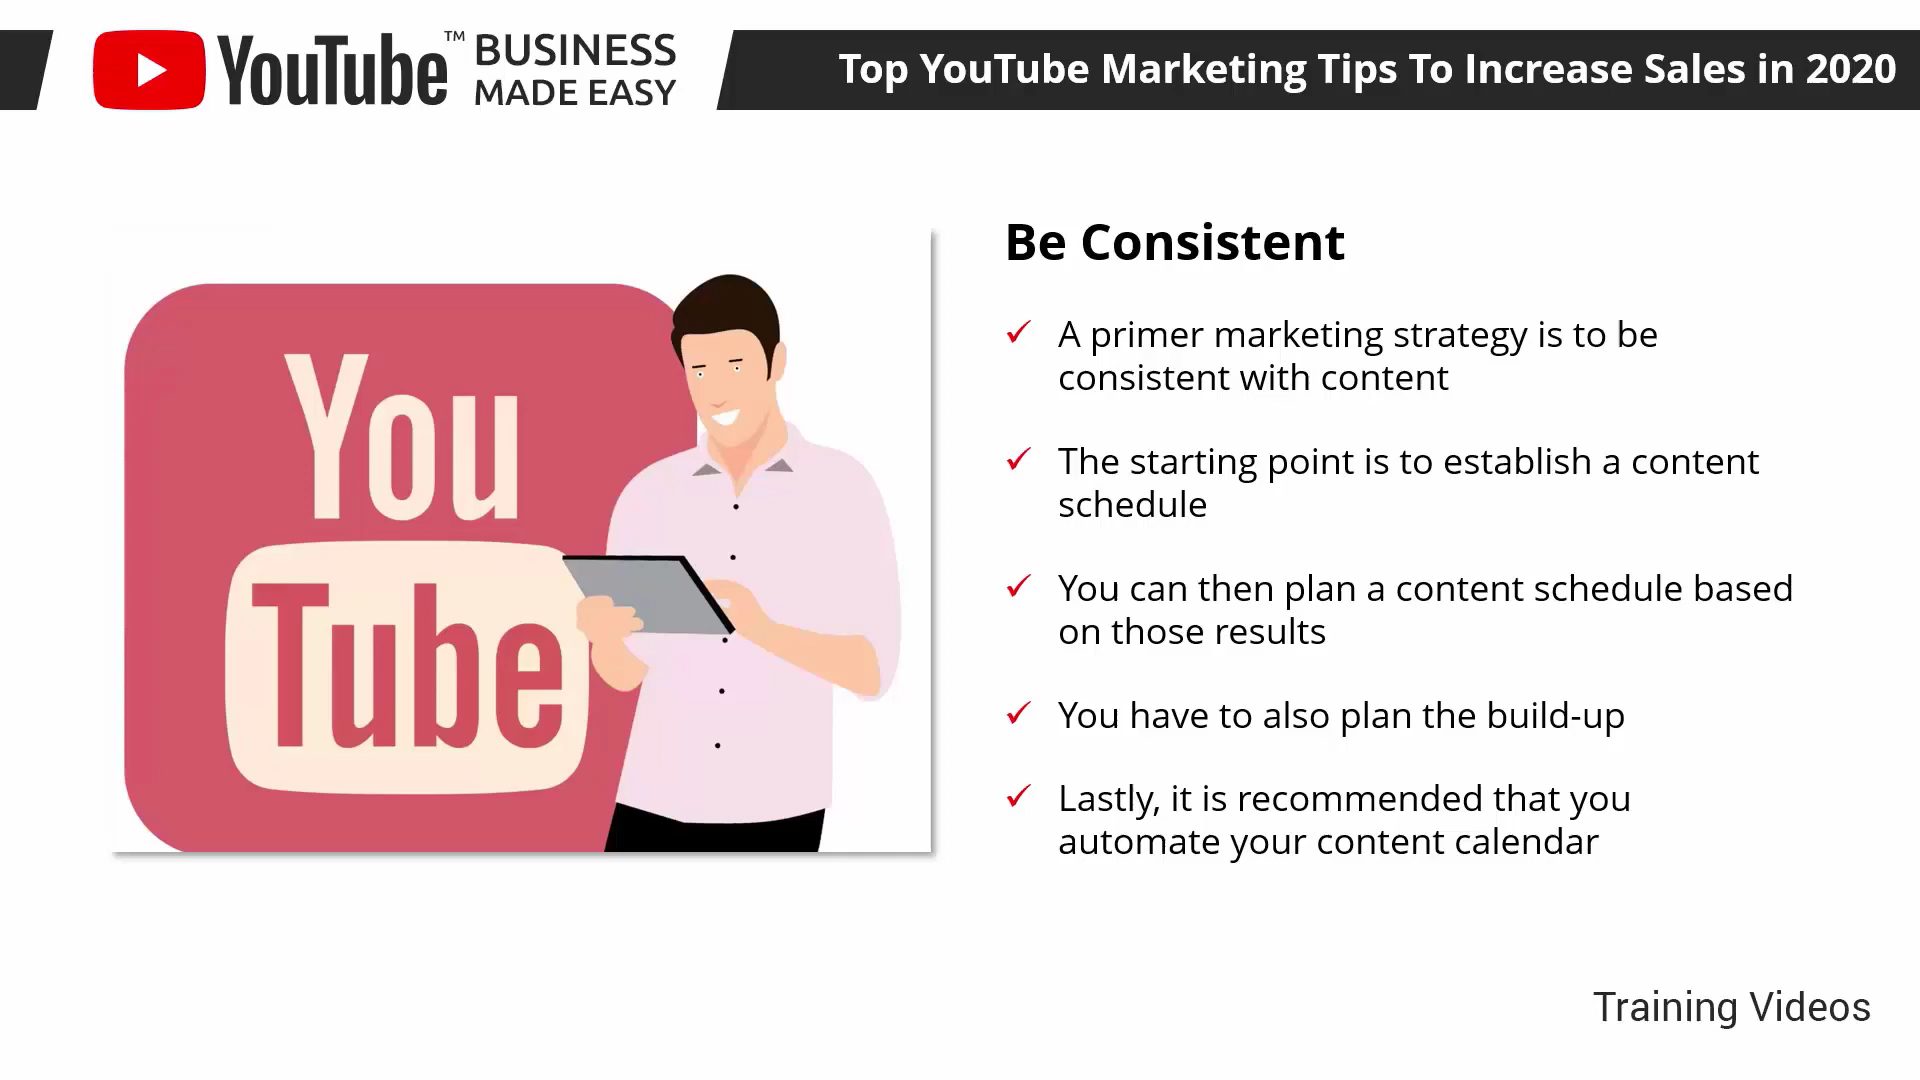 YouTube™ BUSINESS
MADE EASY
Top YouTube Marketing Tips To Increase Sales in 2020
You
Tube
Be Consistent
✓ A primer marketing strategy is to be
consistent with content
✓ The starting point is to establish a content
schedule
✓ You can then plan a content schedule based
on those results
✓ You have to also plan the build-up
✓ Lastly, it is recommended that you
automate your content calendar
Training Videos